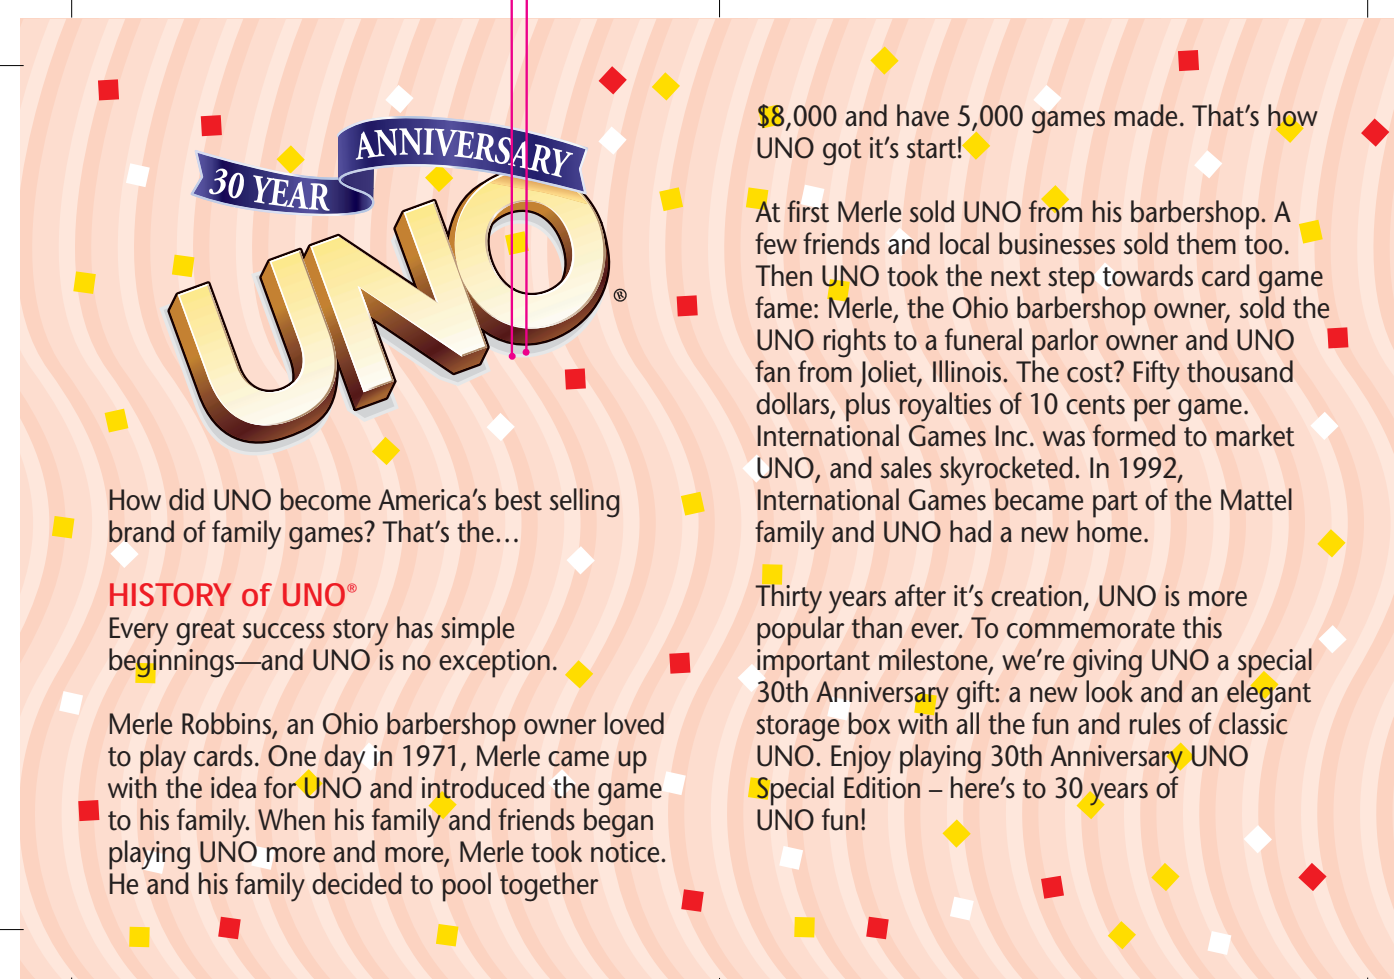 30 YEAR
ANNIVERSARY
UNO®
How did UNO become America’s best selling
brand of family games? That’s the…
HISTORY of UNO®
Every great success story has simple
beginnings—and UNO is no exception.
Merle Robbins, an Ohio barbershop owner loved
to play cards. One day in 1971, Merle came up
with the idea for UNO and introduced the game
to his family. When his family and friends began
playing UNO more and more, Merle took notice.
He and his family decided to pool together
$8,000 and have 5,000 games made. That’s how
UNO got it’s start!
At first Merle sold UNO from his barbershop. A
few friends and local businesses sold them too.
Then UNO took the next step towards card game
fame: Merle, the Ohio barbershop owner, sold the
UNO rights to a funeral parlor owner and UNO
fan from Joliet, Illinois. The cost? Fifty thousand
dollars, plus royalties of 10 cents per game.
International Games Inc. was formed to market
UNO, and sales skyrocketed. In 1992,
International Games became part of the Mattel
family and UNO had a new home.
Thirty years after it’s creation, UNO is more
popular than ever. To commemorate this
important milestone, we’re giving UNO a special
30th Anniversary gift: a new look and an elegant
storage box with all the fun and rules of classic
UNO. Enjoy playing 30th Anniversary UNO
Special Edition – here’s to 30 years of
UNO fun!